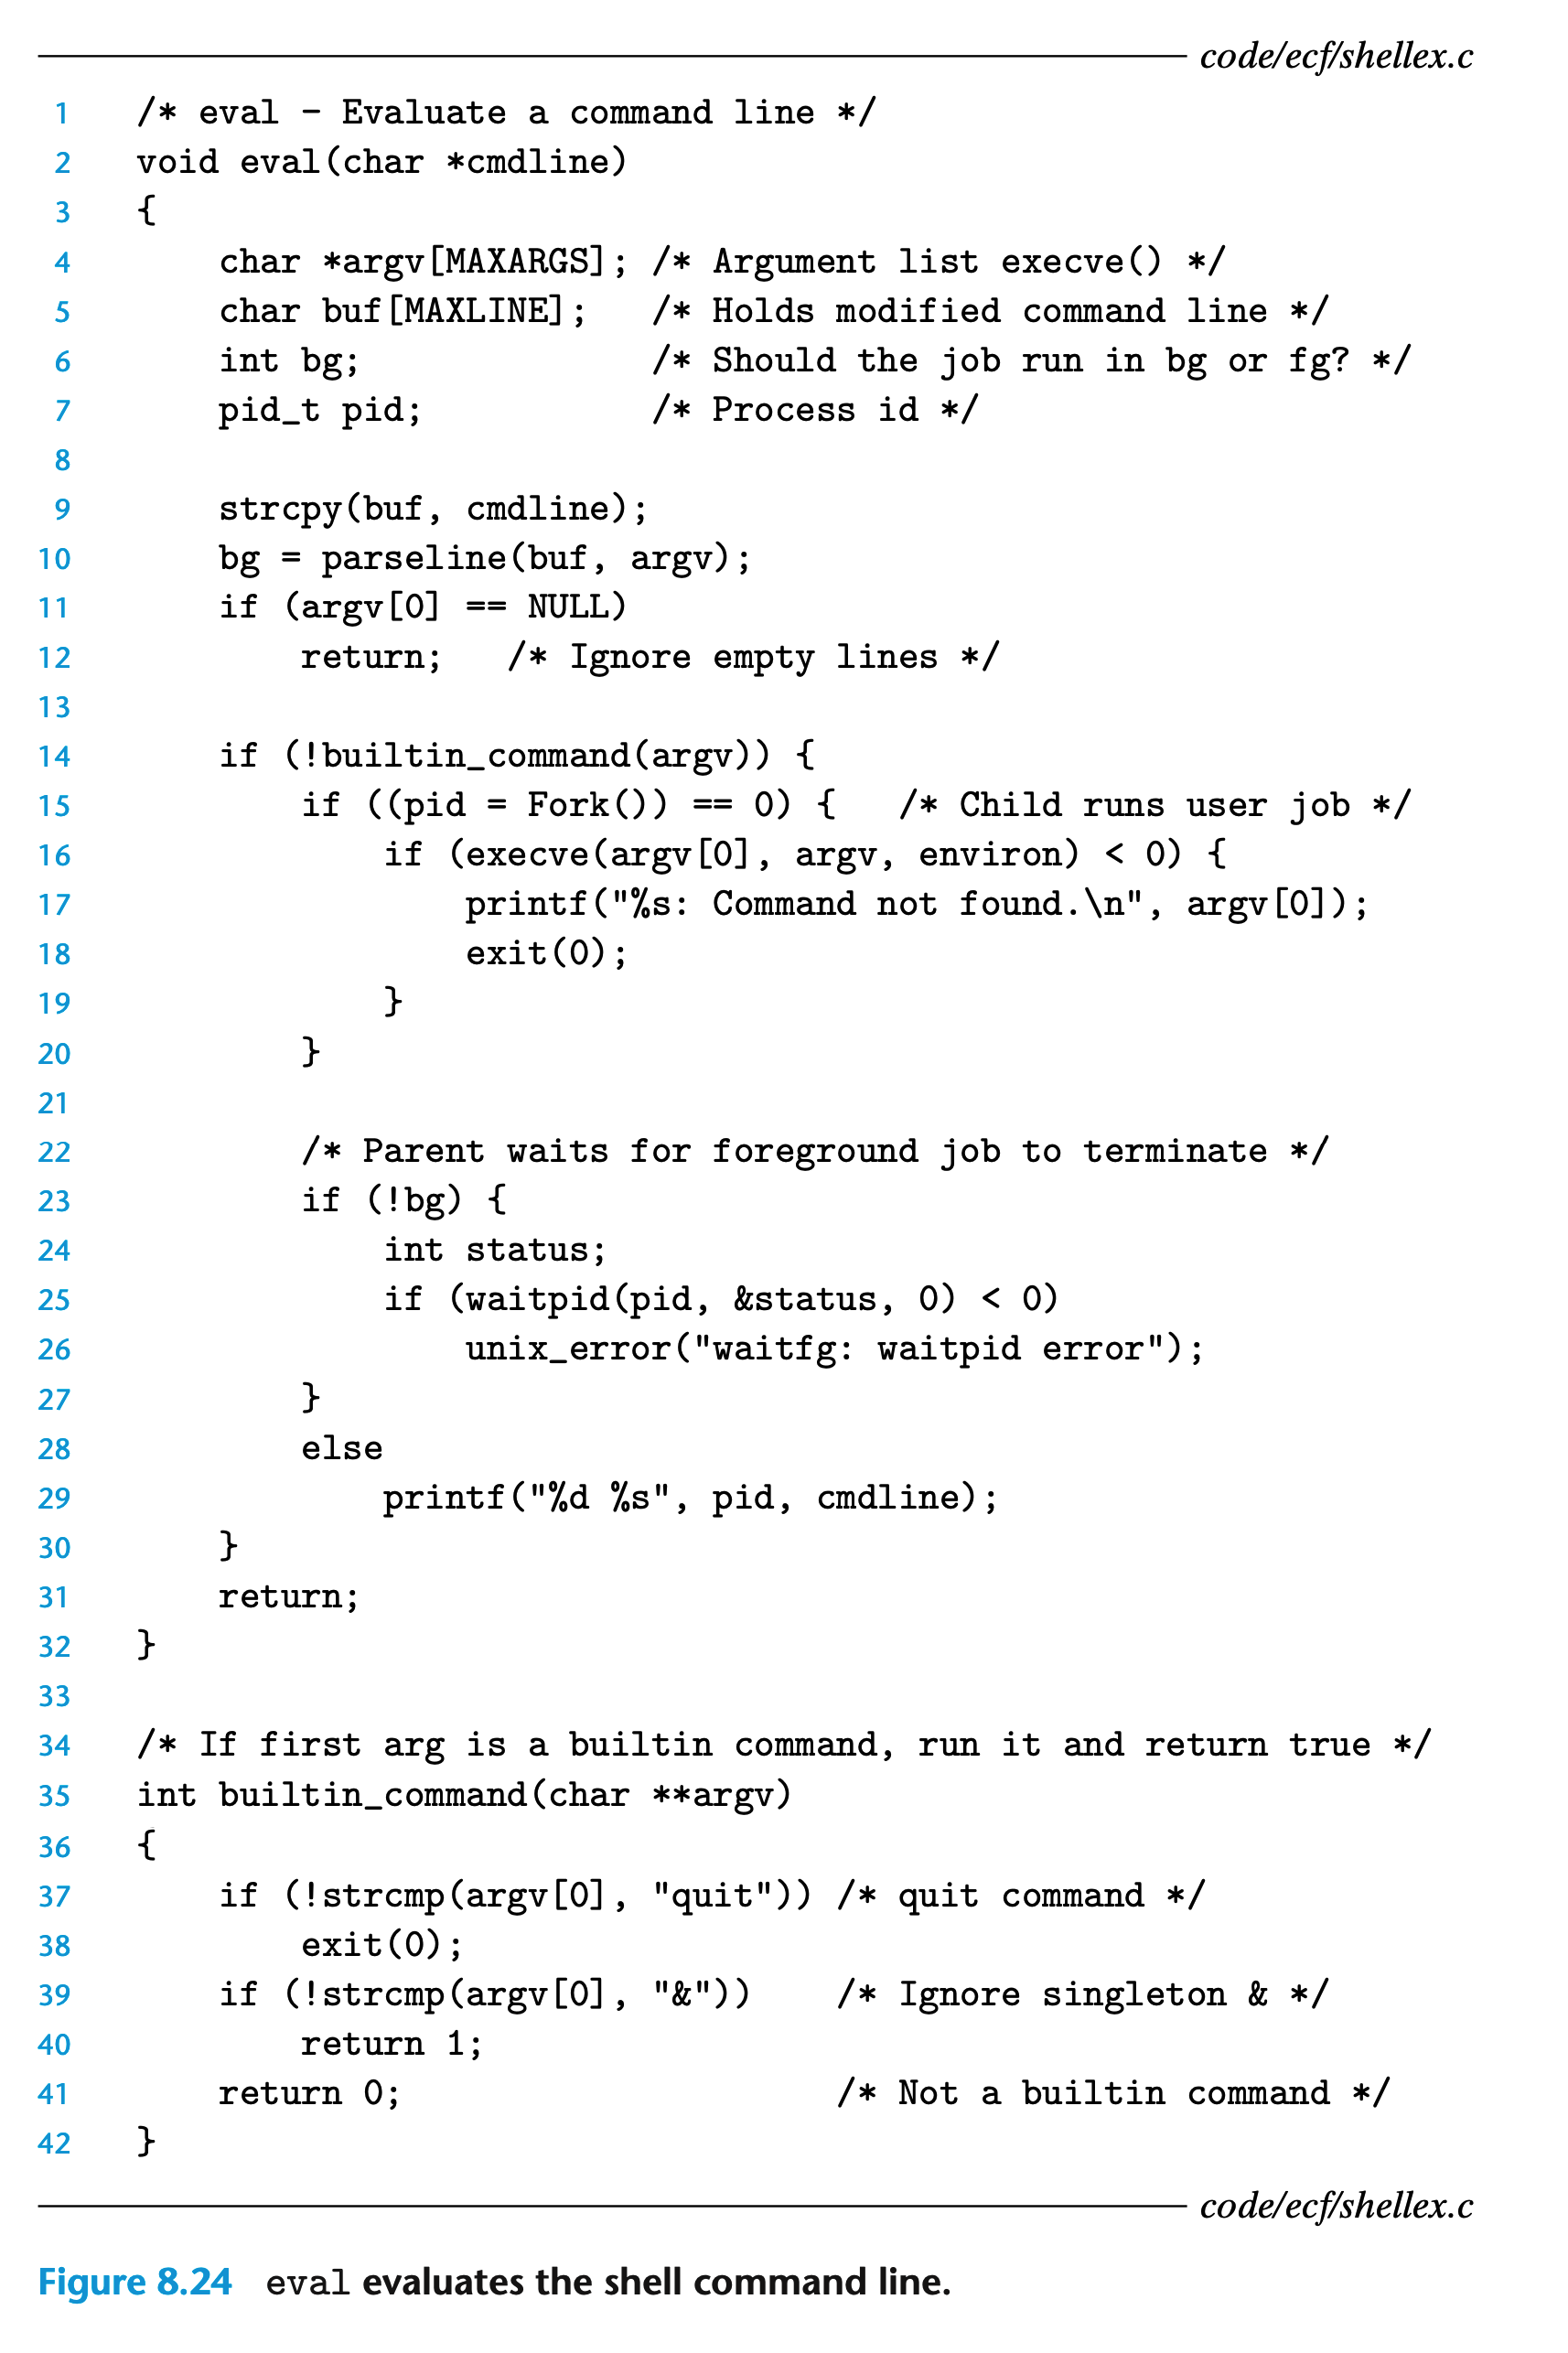 code/ecf/shellex.c
1 /* eval - Evaluate a command line */
2 void eval(char *cmdline)
3 {
4     char *argv[MAXARGS]; /* Argument list execve() */
5     char buf[MAXLINE];   /* Holds modified command line */
6     int bg;              /* Should the job run in bg or fg? */
7     pid_t pid;           /* Process id */
8
9     strcpy(buf, cmdline);
10     bg = parseline(buf, argv);
11     if (argv[0] == NULL)
12         return;   /* Ignore empty lines */
13
14     if (!builtin_command(argv)) {
15         if ((pid = Fork()) == 0) {   /* Child runs user job */
16             if (execve(argv[0], argv, environ) < 0) {
17                 printf("%s: Command not found.\n", argv[0]);
18                 exit(0);
19             }
20         }
21
22         /* Parent waits for foreground job to terminate */
23         if (!bg) {
24             int status;
25             if (waitpid(pid, &status, 0) < 0)
26                 unix_error("waitfg: waitpid error");
27         }
28         else
29             printf("%d %s", pid, cmdline);
30     }
31     return;
32 }
33
34 /* If first arg is a builtin command, run it and return true */
35 int builtin_command(char **argv)
36 {
37     if (!strcmp(argv[0], "quit")) /* quit command */
38         exit(0);
39     if (!strcmp(argv[0], "&"))    /* Ignore singleton & */
40         return 1;
41     return 0;                     /* Not a builtin command */
42 }
code/ecf/shellex.c
Figure 8.24 eval evaluates the shell command line.